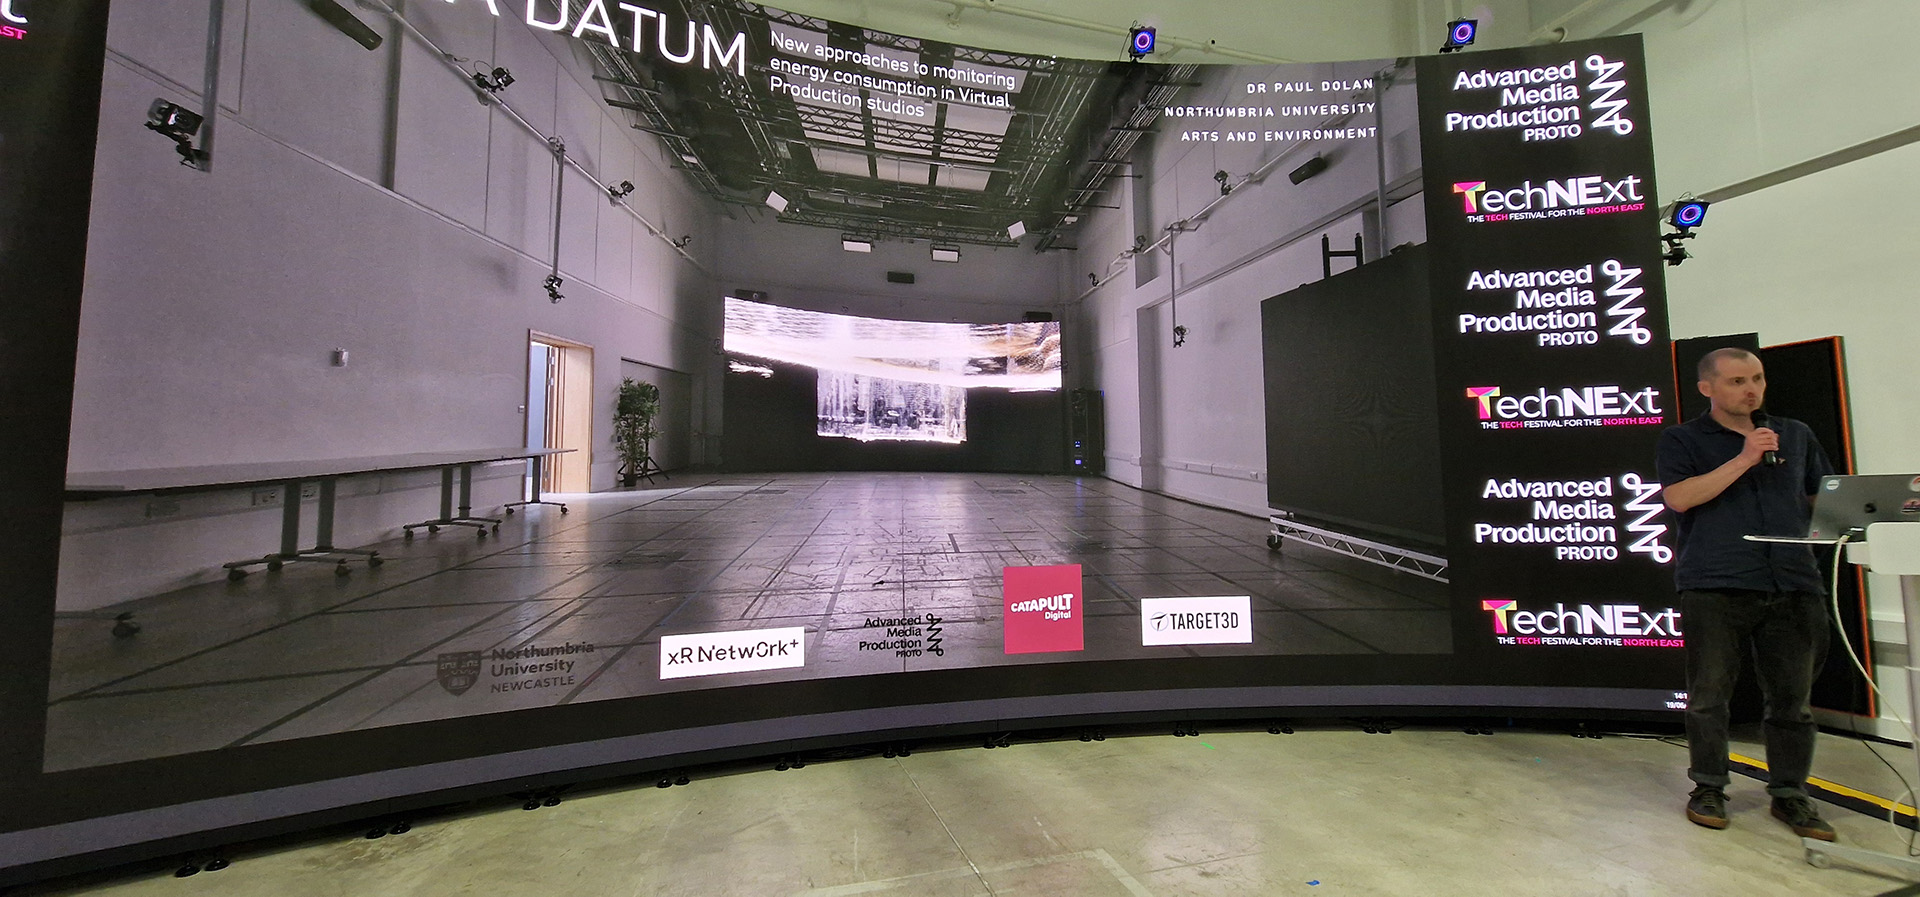 DATUM
New approaches to monitoring
energy consumption in Virtual
Production studios
DR PAUL DOLAN
NORTHUMBRIA UNIVERSITY
ARTS AND ENVIRONMENT
Advanced
Media
Production
PROTO
TechNExt
THE TECH FESTIVAL FOR THE NORTH EAST
Advanced
Media
Production
PROTO
TechNExt
THE TECH FESTIVAL FOR THE NORTH EAST
Advanced
Media
Production
PROTO
TechNExt
THE TECH FESTIVAL FOR THE NORTH EAST
Northumbria
University
NEWCASTLE
xR NetwOrk+
Advanced
Media
Production
PROTO
CATAPULT
Digital
TARGET3D